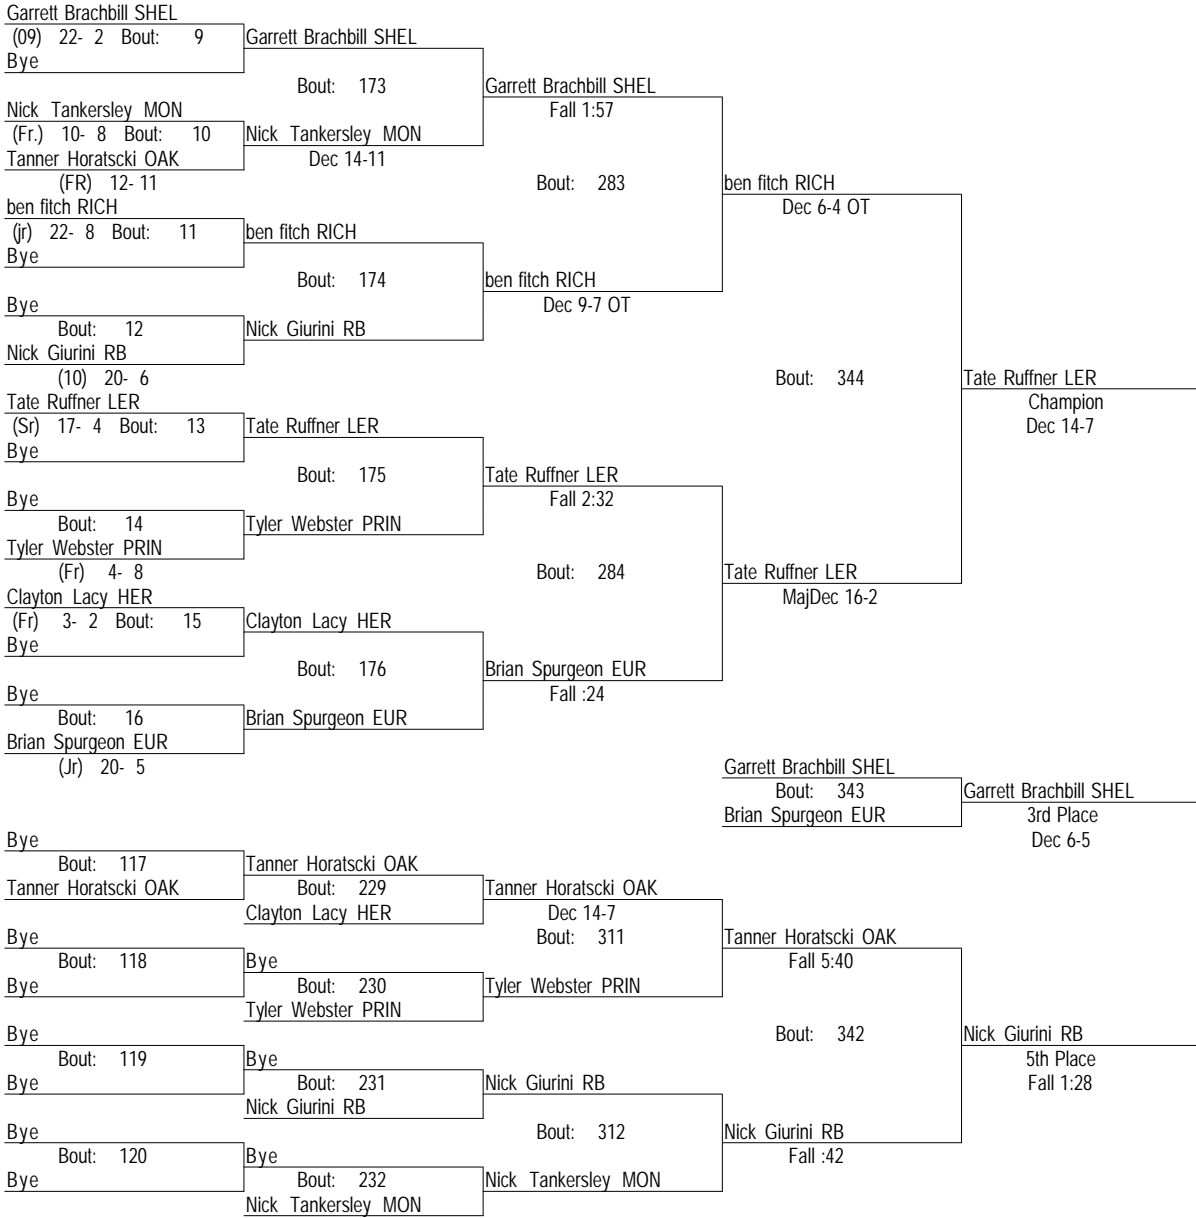 Garrett Brachbill SHEL
(09) 22- 2 Bout: 9 Garrett Brachbill SHEL
Bye
Bout: 173 Garrett Brachbill SHEL
Nick Tankersley MON Fall 1:57
(Fr.) 10- 8 Bout: 10 Nick Tankersley MON
Tanner Horatscki OAK Dec 14-11
(FR) 12- 11 Bout: 283 ben fitch RICH
ben fitch RICH Dec 6-4 OT
(jr) 22- 8 Bout: 11 ben fitch RICH
Bye
Bout: 174 ben fitch RICH
Bye Dec 9-7 OT
Bout: 12 Nick Giurini RB
Nick Giurini RB
(10) 20- 6 Bout: 344 Tate Ruffner LER
Tate Ruffner LER Champion
(Sr) 17- 4 Bout: 13 Tate Ruffner LER Dec 14-7
Bye
Bout: 175 Tate Ruffner LER
Bye Fall 2:32
Bout: 14 Tyler Webster PRIN
Tyler Webster PRIN
(Fr) 4- 8 Bout: 284 Tate Ruffner LER
Clayton Lacy HER MajDec 16-2
(Fr) 3- 2 Bout: 15 Clayton Lacy HER
Bye
Bout: 176 Brian Spurgeon EUR
Bye Fall :24
Bout: 16 Brian Spurgeon EUR
Brian Spurgeon EUR
(Jr) 20- 5 Garrett Brachbill SHEL
Bout: 343 Garrett Brachbill SHEL
Brian Spurgeon EUR 3rd Place
Bye Dec 6-5
Bout: 117 Tanner Horatscki OAK
Tanner Horatscki OAK Bout: 229 Tanner Horatscki OAK
Clayton Lacy HER Dec 14-7
Bye Bout: 311 Tanner Horatscki OAK
Bout: 118 Bye Fall 5:40
Bye Bout: 230 Tyler Webster PRIN
Tyler Webster PRIN
Bye Bout: 342 Nick Giurini RB
Bout: 119 Bye 5th Place
Bye Bout: 231 Nick Giurini RB Fall 1:28
Nick Giurini RB
Bye Bout: 312 Nick Giurini RB
Bout: 120 Bye Fall :42
Bye Bout: 232 Nick Tankersley MON
Nick Tankersley MON